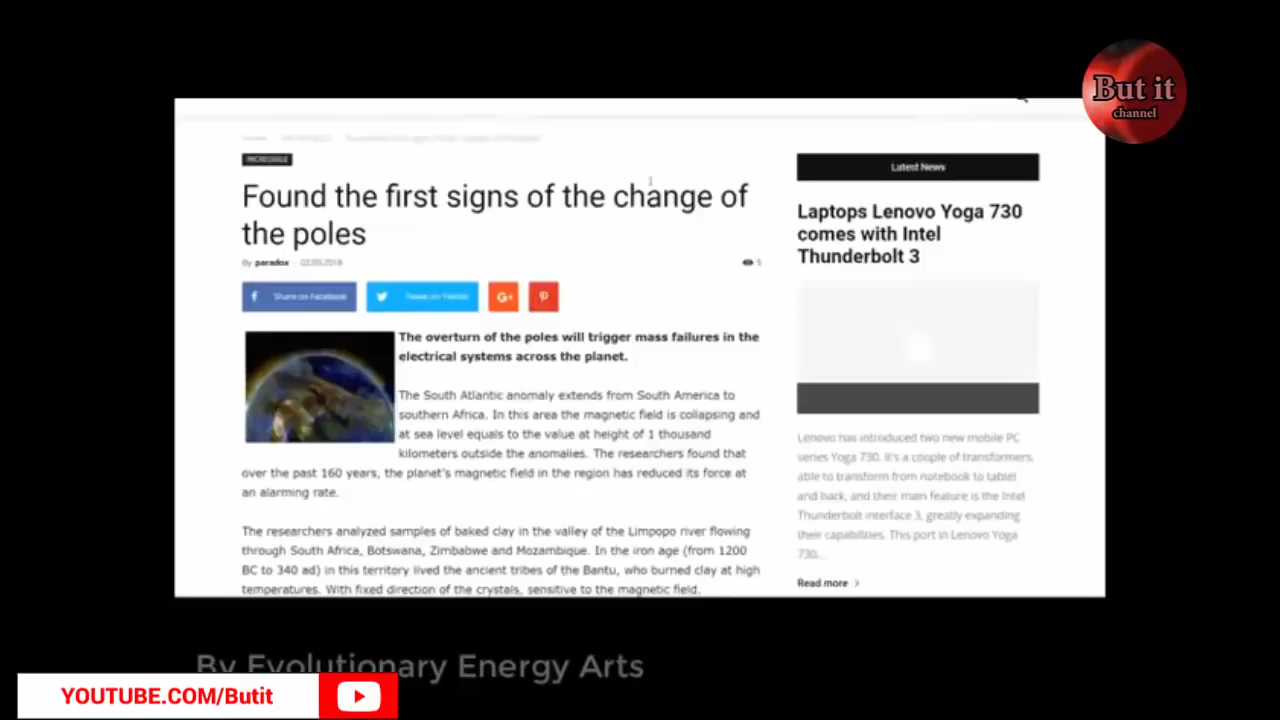 But it
channel
INCREDIBLE
Found the first signs of the change of
the poles
By paradox 02.03.2018
5
Share on Facebook
Tweet on Twitter
G+
The overturn of the poles will trigger mass failures in the
electrical systems across the planet.
The South Atlantic anomaly extends from South America to
southern Africa. In this area the magnetic field is collapsing and
at sea level equals to the value at height of 1 thousand
kilometers outside the anomalies. The researchers found that
over the past 160 years, the planet's magnetic field in the region has reduced its force at
an alarming rate.
The researchers analyzed samples of baked clay in the valley of the Limpopo river flowing
through South Africa, Botswana, Zimbabwe and Mozambique. In the iron age (from 1200
BC to 340 ad) in this territory lived the ancient tribes of the Bantu, who burned clay at high
temperatures. With fixed direction of the crystals, sensitive to the magnetic field.
Latest News
Laptops Lenovo Yoga 730
comes with Intel
Thunderbolt 3
Lenovo has introduced two new mobile PC
series Yoga 730. It's a couple of transformers,
able to transform from notebook to tablet
and back, and their main feature is the Intel
Thunderbolt interface 3, greatly expanding
their capabilities. This port in Lenovo Yoga
730...
Read more
By Evolutionary Energy Arts
YOUTUBE.COM/Butit